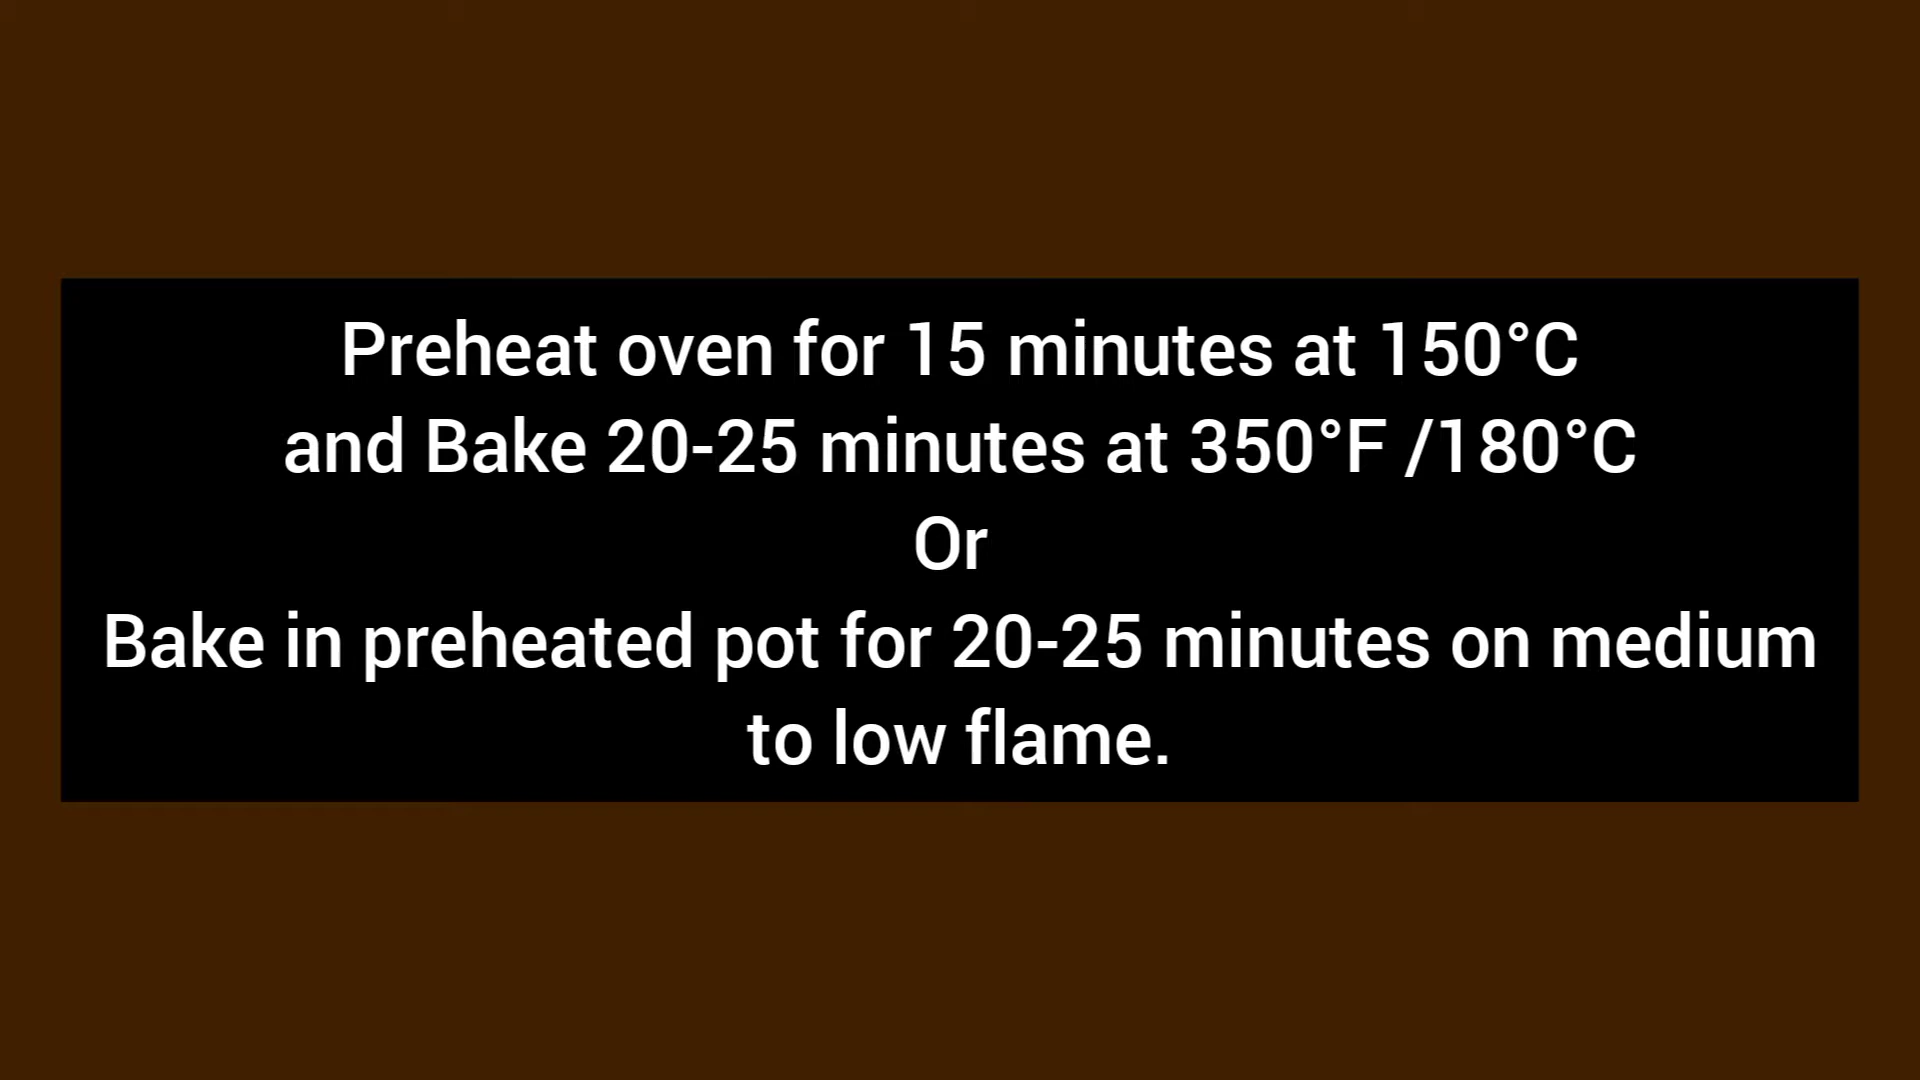 Preheat oven for 15 minutes at 150°C
and Bake 20-25 minutes at 350°F /180°C
Or
Bake in preheated pot for 20-25 minutes on medium
to low flame.